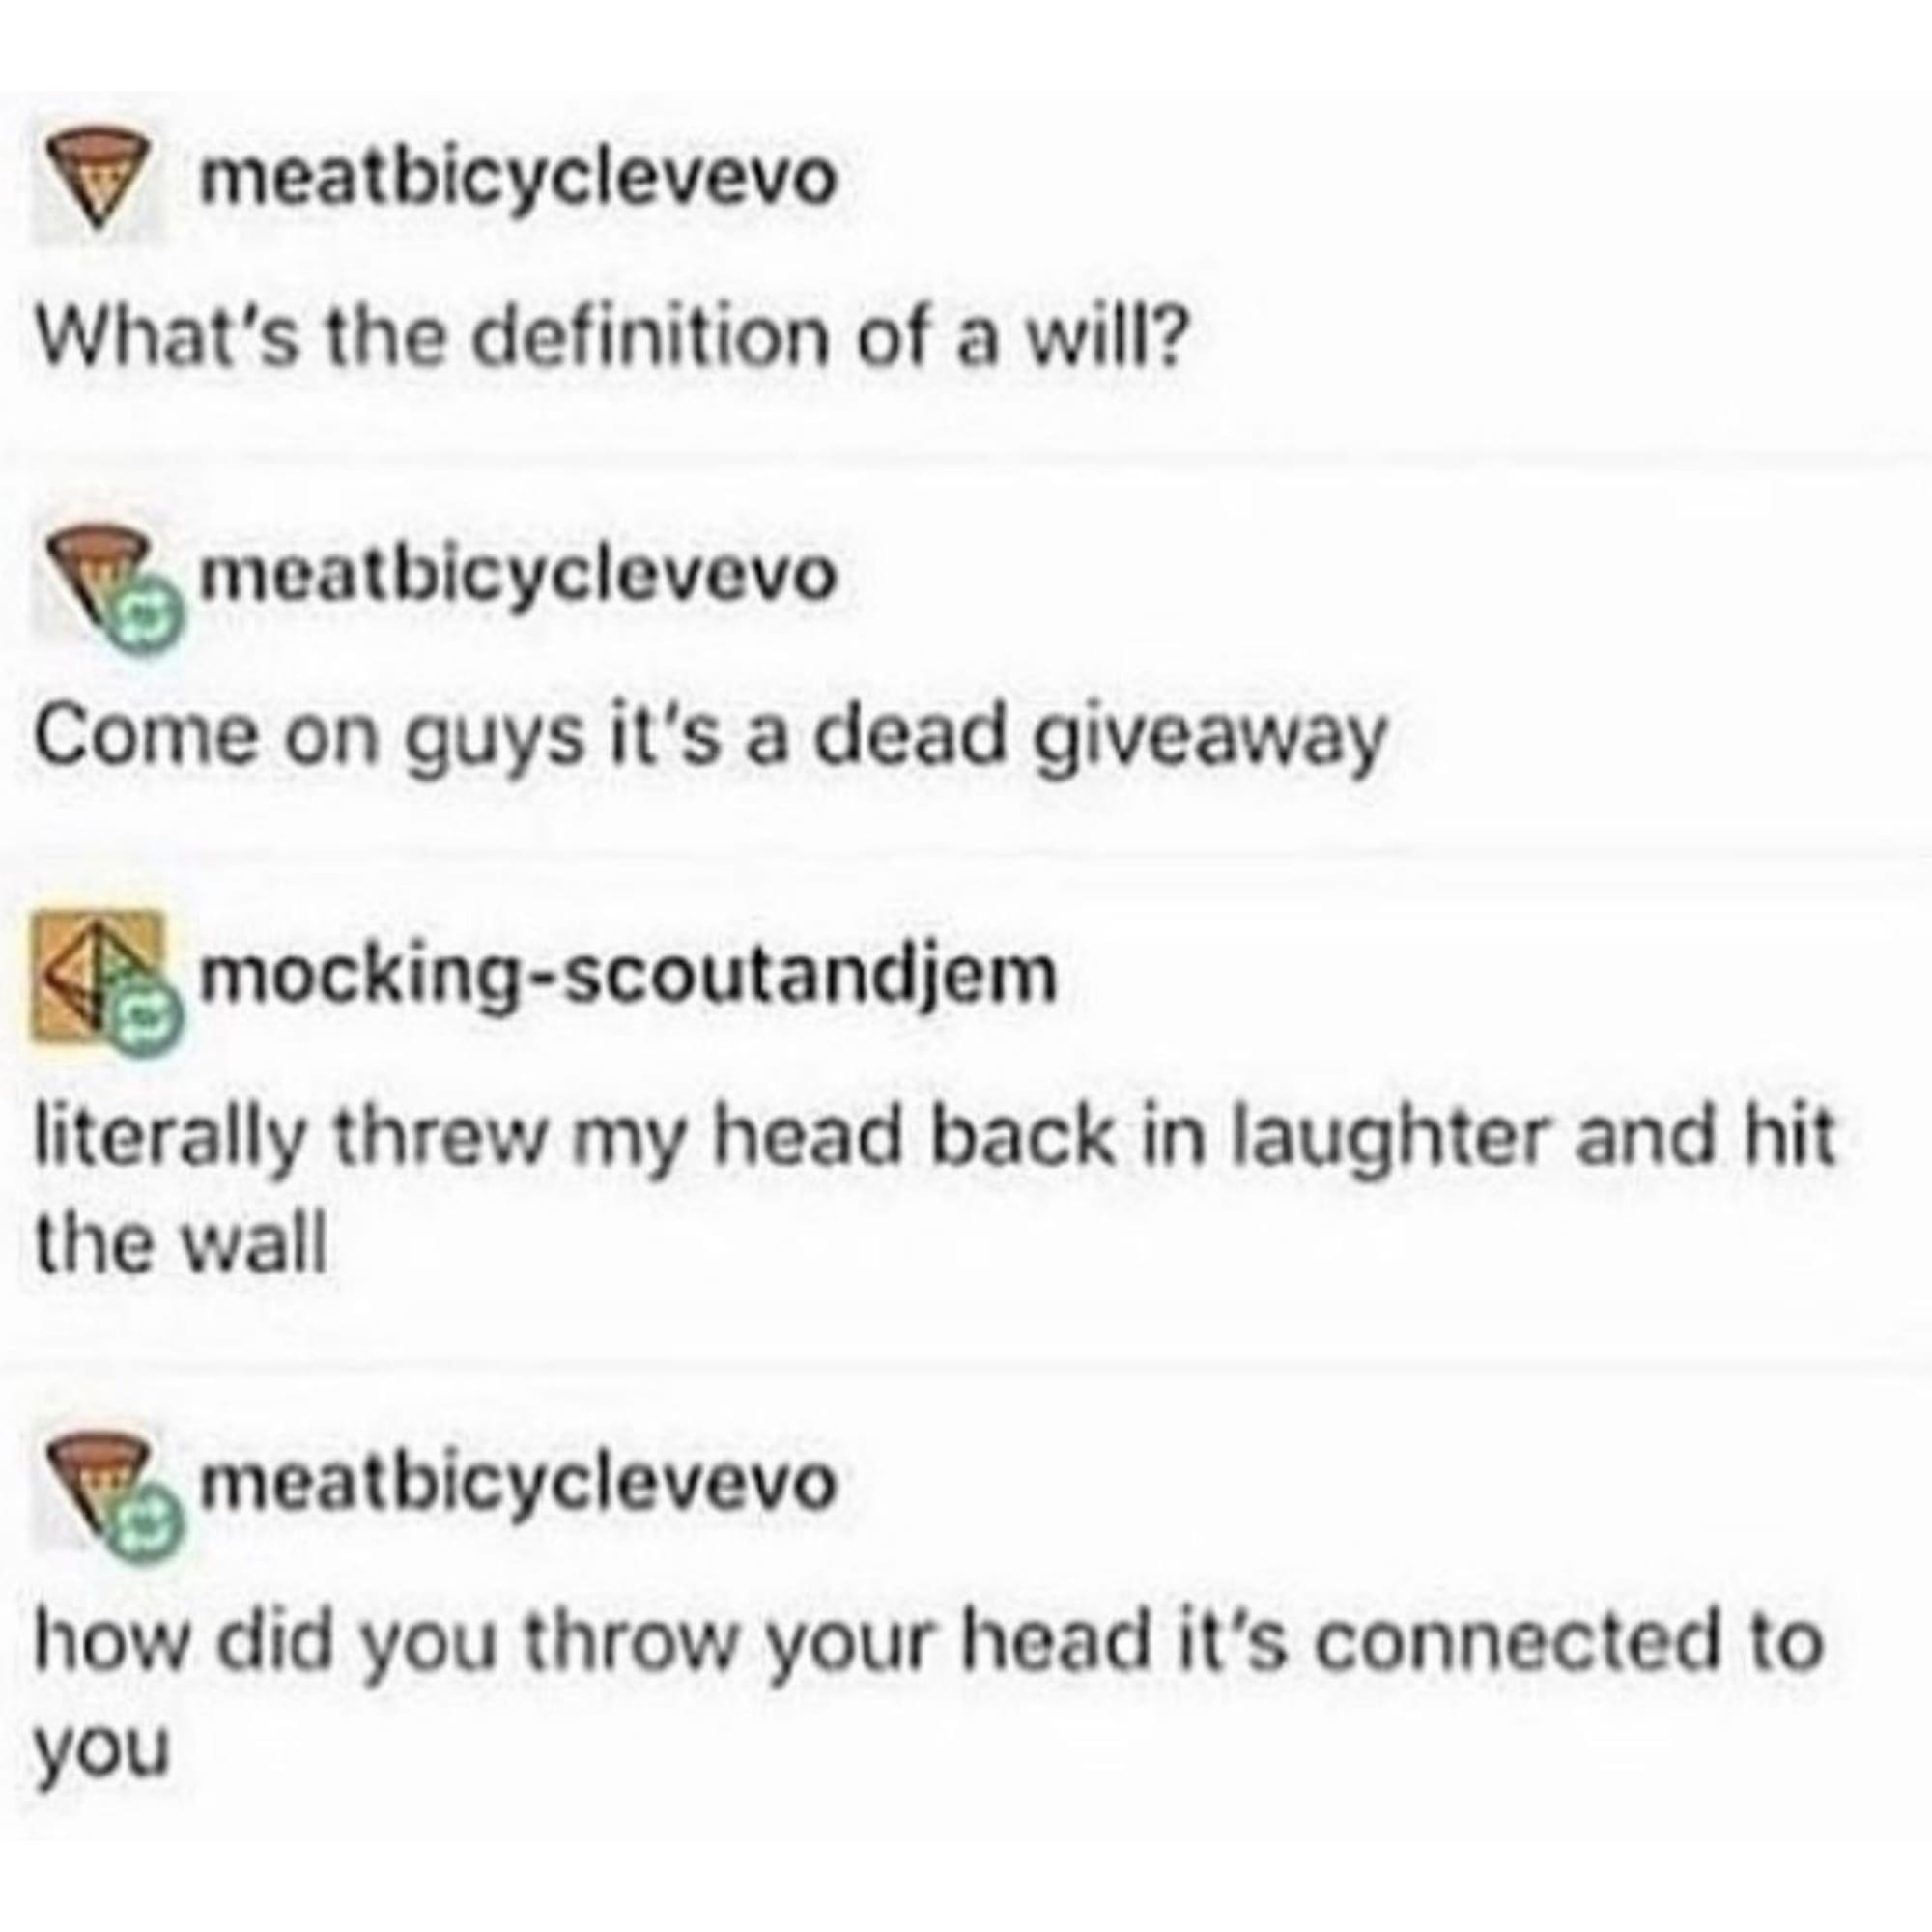 meatbicyclevevo
What's the definition of a will?
meatbicyclevevo
Come on guys it's a dead giveaway
mocking-scoutandjem
literally threw my head back in laughter and hit
the wall
meatbicyclevevo
how did you throw your head it's connected to
you